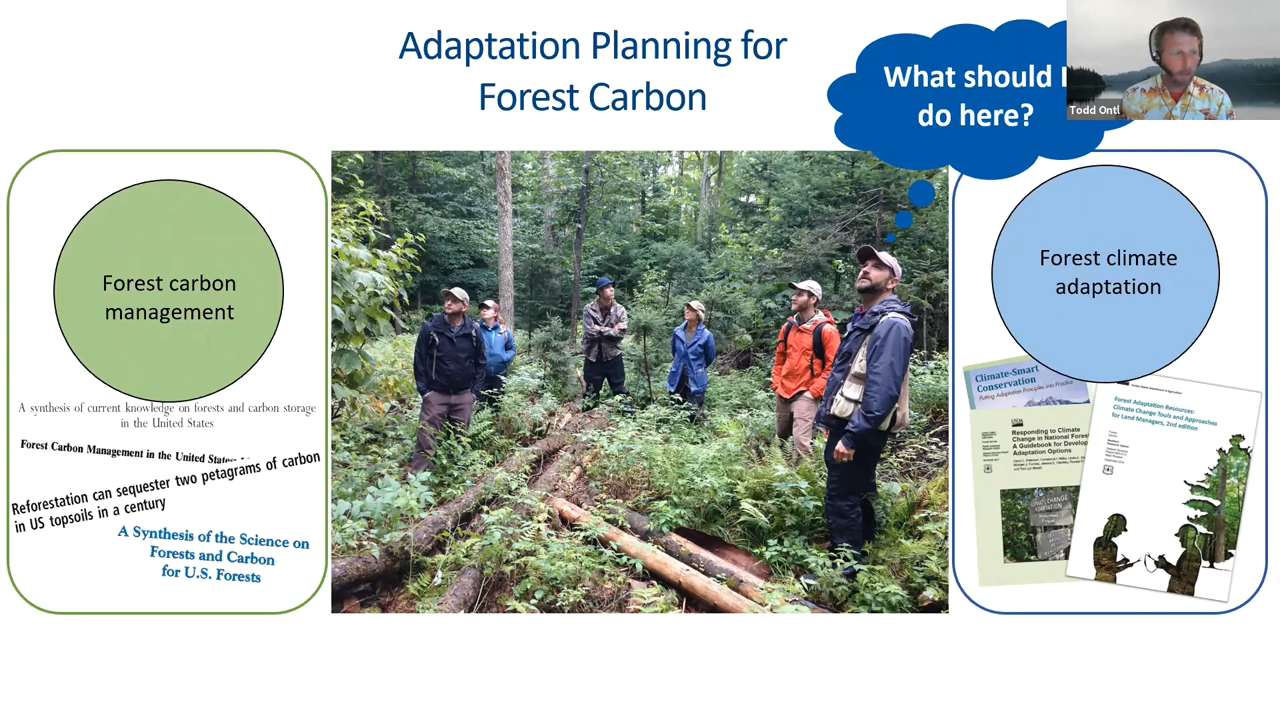 Adaptation Planning for
Forest Carbon
What should I
do here?
Todd Ontl
Forest carbon
management
A synthesis of current knowledge on forests and carbon storage
in the United States
Forest Carbon Management in the United States
Reforestation can sequester two petagrams of carbon
in US topsoils in a century
A Synthesis of the Science on
Forests and Carbon
for U.S. Forests
Forest climate
adaptation
Climate-Smart
Conservation
Putting Adaptation Principles into Practice
USDA
Responding to Climate
Change in National Forests
A Guidebook for Develop
Adaptation Options
Forest Adaptation Resources:
Climate Change Tools and Approaches
for Land Managers, 2nd edition